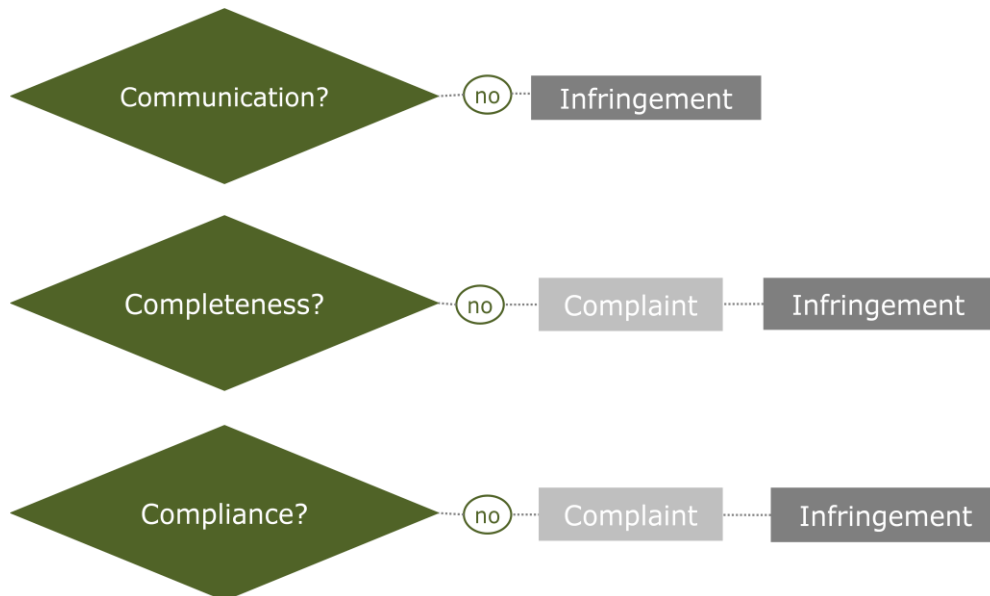 Communication?
no
Infringement
Completeness?
no
Complaint
Infringement
Compliance?
no
Complaint
Infringement